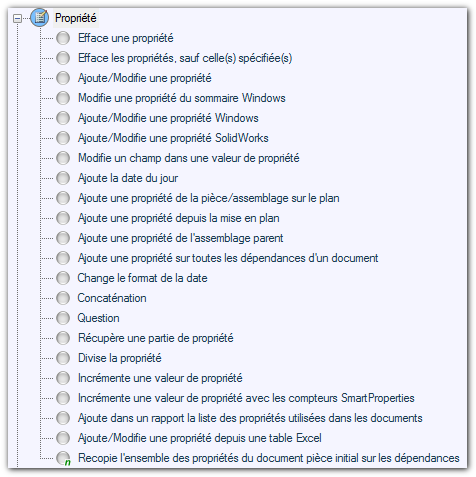 Propriété
Efface une propriété
Efface les propriétés, sauf celle(s) spécifiée(s)
Ajoute/Modifie une propriété
Modifie une propriété du sommaire Windows
Ajoute/Modifie une propriété Windows
Ajoute/Modifie une propriété SolidWorks
Modifie un champ dans une valeur de propriété
Ajoute la date du jour
Ajoute une propriété de la pièce/assemblage sur le plan
Ajoute une propriété depuis la mise en plan
Ajoute une propriété de l'assemblage parent
Ajoute une propriété sur toutes les dépendances d'un document
Change le format de la date
Concaténation
Question
Récupère une partie de propriété
Divise la propriété
Incrémente une valeur de propriété
Incrémente une valeur de propriété avec les compteurs SmartProperties
Ajoute dans un rapport la liste des propriétés utilisées dans les documents
Ajoute/Modifie une propriété depuis une table Excel
n Recopie l'ensemble des propriétés du document pièce initial sur les dépendances